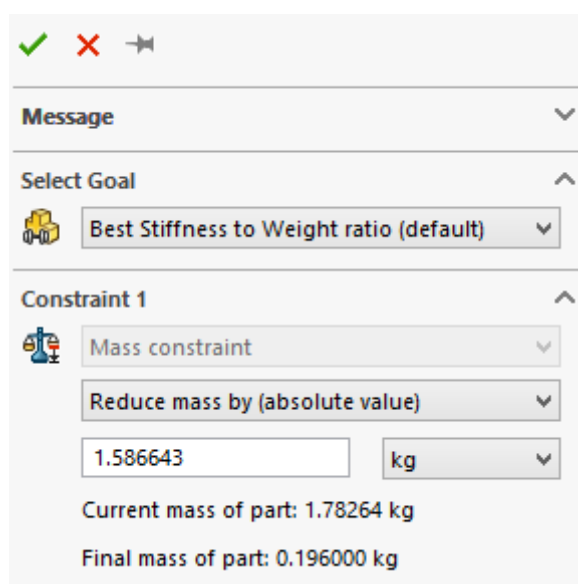 Message
Select Goal
Best Stiffness to Weight ratio (default)
Constraint 1
Mass constraint
Reduce mass by (absolute value)
1.586643 kg
Current mass of part: 1.78264 kg
Final mass of part: 0.196000 kg